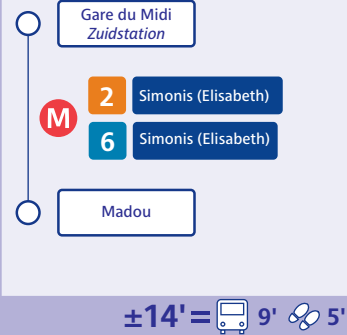 Gare du Midi
Zuidstation
M
2 Simonis (Elisabeth)
6 Simonis (Elisabeth)
Madou
±14'= 9' 5'